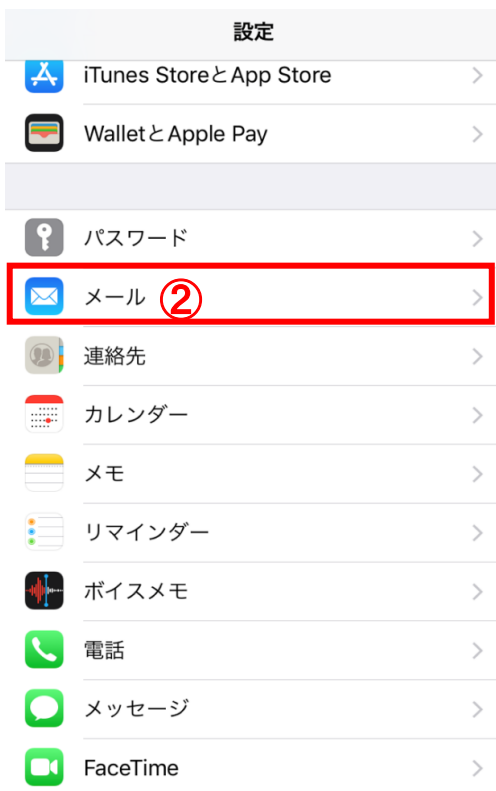 設定
iTunes StoreとApp Store
WalletとApple Pay
パスワード
メール ②
連絡先
カレンダー
メモ
リマインダー
ボイスメモ
電話
メッセージ
FaceTime